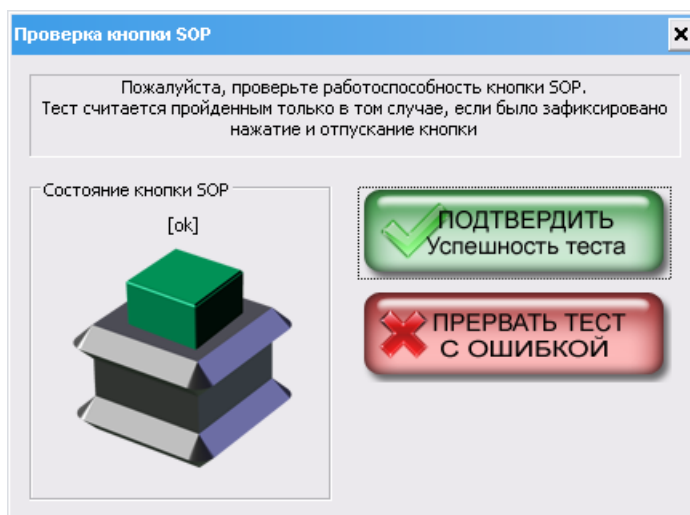 Проверка кнопки SOP
Пожалуйста, проверьте работоспособность кнопки SOP.
Тест считается пройденным только в том случае, если было зафиксировано
нажатие и отпускание кнопки
Состояние кнопки SOP
[ok]
ПОДТВЕРДИТЬ
Успешность теста
ПРЕРВАТЬ ТЕСТ
С ОШИБКОЙ